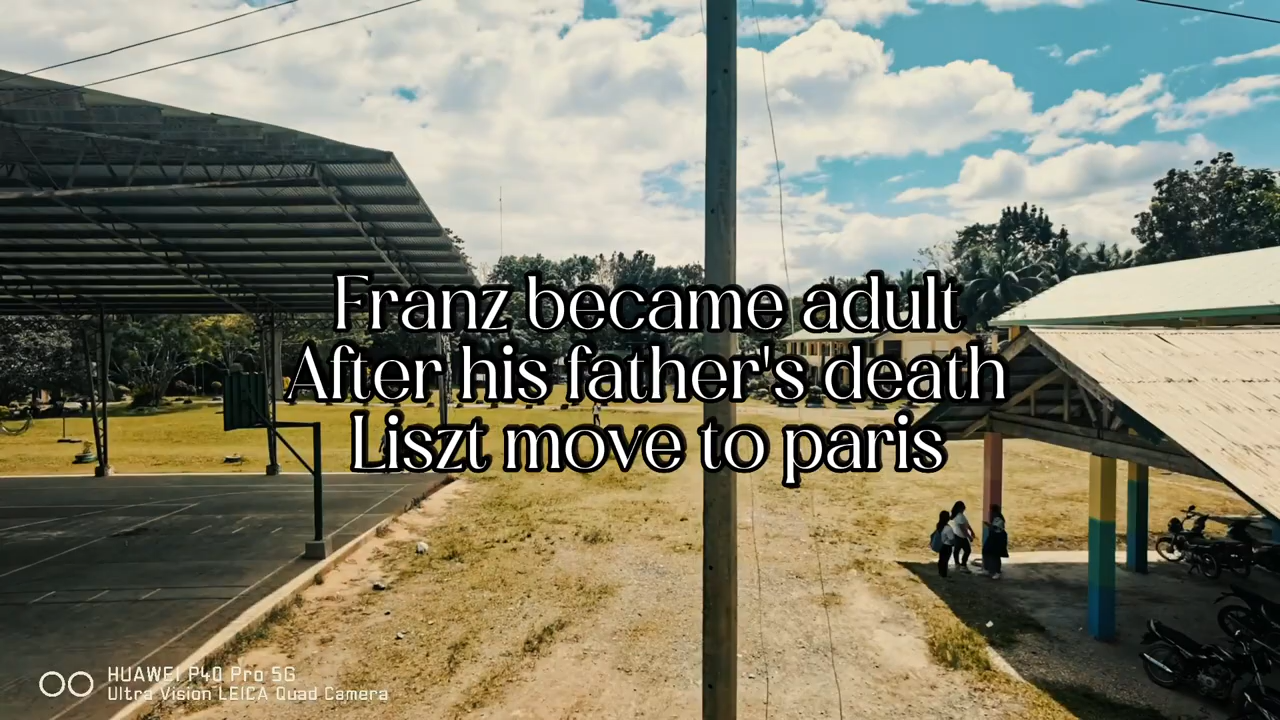 Franz became adult
After his father's death
Liszt move to paris
HUAWEI P40 Pro 5G
Ultra Vision LEICA Quad Camera